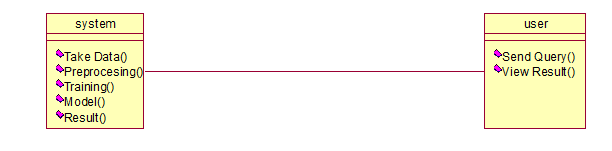 system
Take Data()
Preprocesing()
Training()
Model()
Result()
user
Send Query()
View Result()